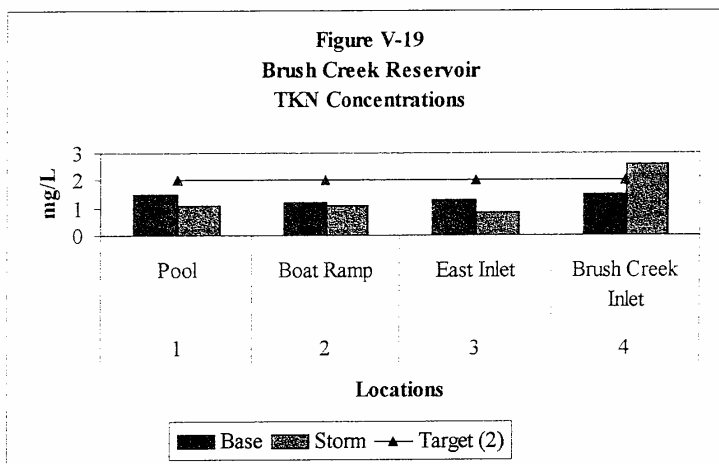 Figure V-19
Brush Creek Reservoir
TKN Concentrations
mg/L
3
2
1
0
Pool
Boat Ramp
East Inlet
Brush Creek
Inlet
1
2
3
4
Locations
Base
Storm
Target (2)